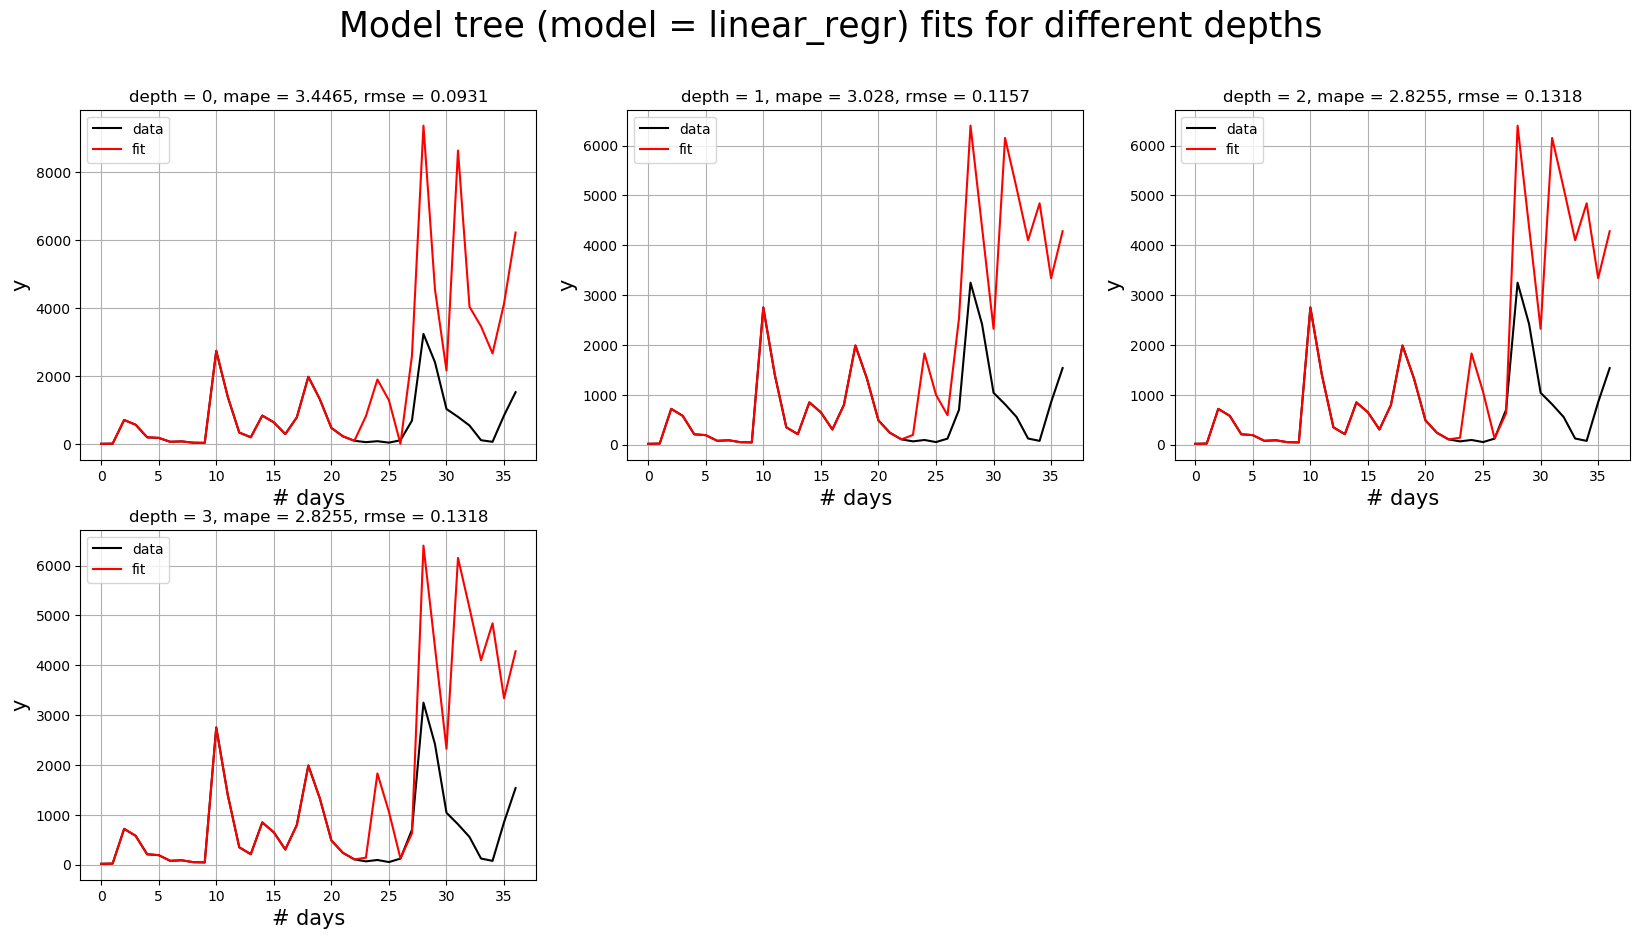 Model tree (model = linear_regr) fits for different depths
depth = 0, mape = 3.4465, rmse = 0.0931
data
fit
8000
6000
4000
2000
0
y
0 5 10 15 20 25 30 35
# days
depth = 1, mape = 3.028, rmse = 0.1157
data
fit
6000
5000
4000
3000
2000
1000
0
y
0 5 10 15 20 25 30 35
# days
depth = 2, mape = 2.8255, rmse = 0.1318
data
fit
6000
5000
4000
3000
2000
1000
0
y
0 5 10 15 20 25 30 35
# days
depth = 3, mape = 2.8255, rmse = 0.1318
data
fit
6000
5000
4000
3000
2000
1000
0
y
0 5 10 15 20 25 30 35
# days